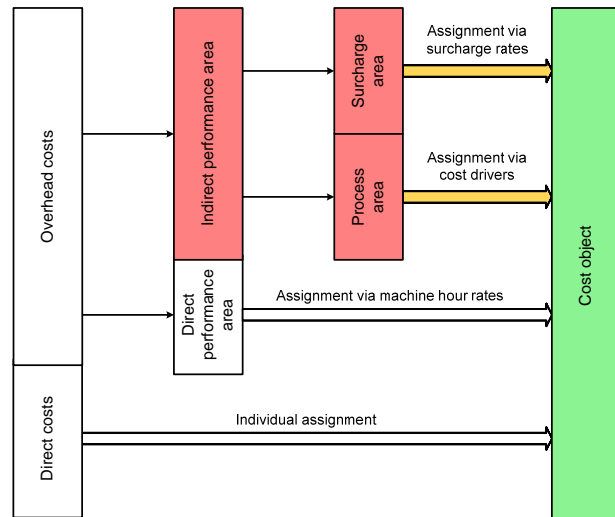 Overhead costs
Direct costs
Indirect performance area
Direct
performance
area
Surcharge
area
Process
area
Assignment via
surcharge rates
Assignment via
cost drivers
Assignment via machine hour rates
Individual assignment
Cost object